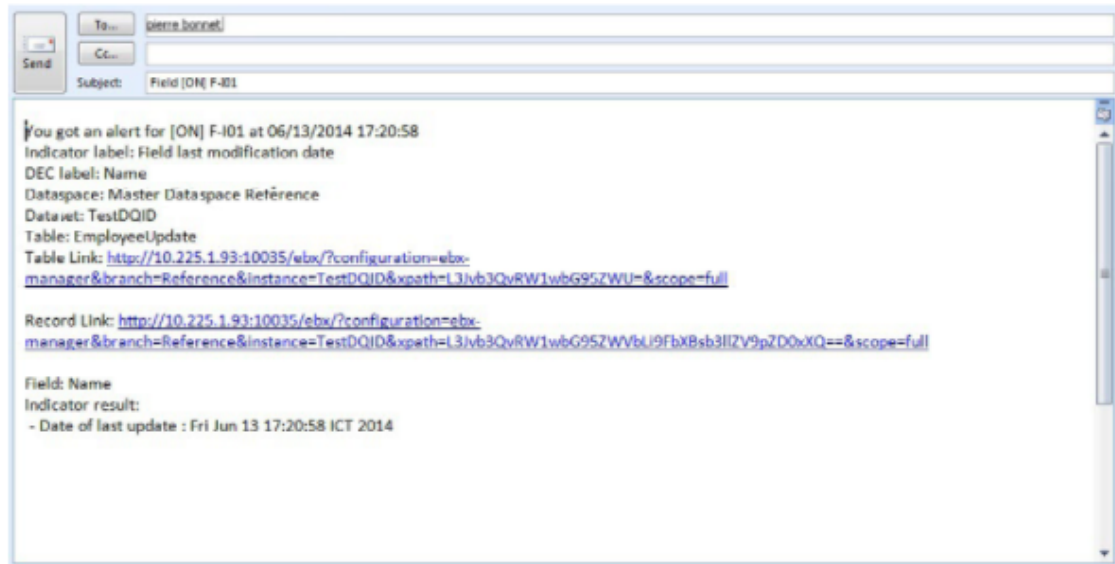 To... pierre bonnet
Cc...
Send
Subject: Field [ON] F-I01
You got an alert for [ON] F-I01 at 06/13/2014 17:20:58
Indicator label: Field last modification date
DEC label: Name
Dataspace: Master Dataspace Reférence
Dataset: TestDQID
Table: EmployeeUpdate
Table Link: http://10.225.1.93:10035/ebx/?configuration=ebx-
manager&branch=Reference&instance=TestDQID&xpath=L3Jvb3QvRW1wbG95ZWU=&scope=full
Record Link: http://10.225.1.93:10035/ebx/?configuration=ebx-
manager&branch=Reference&instance=TestDQID&xpath=L3Jvb3QvRW1wbG95ZWVbLi9FbXBsb3llZV9pZD0xXQ==&scope=full
Field: Name
Indicator result:
- Date of last update : Fri Jun 13 17:20:58 ICT 2014